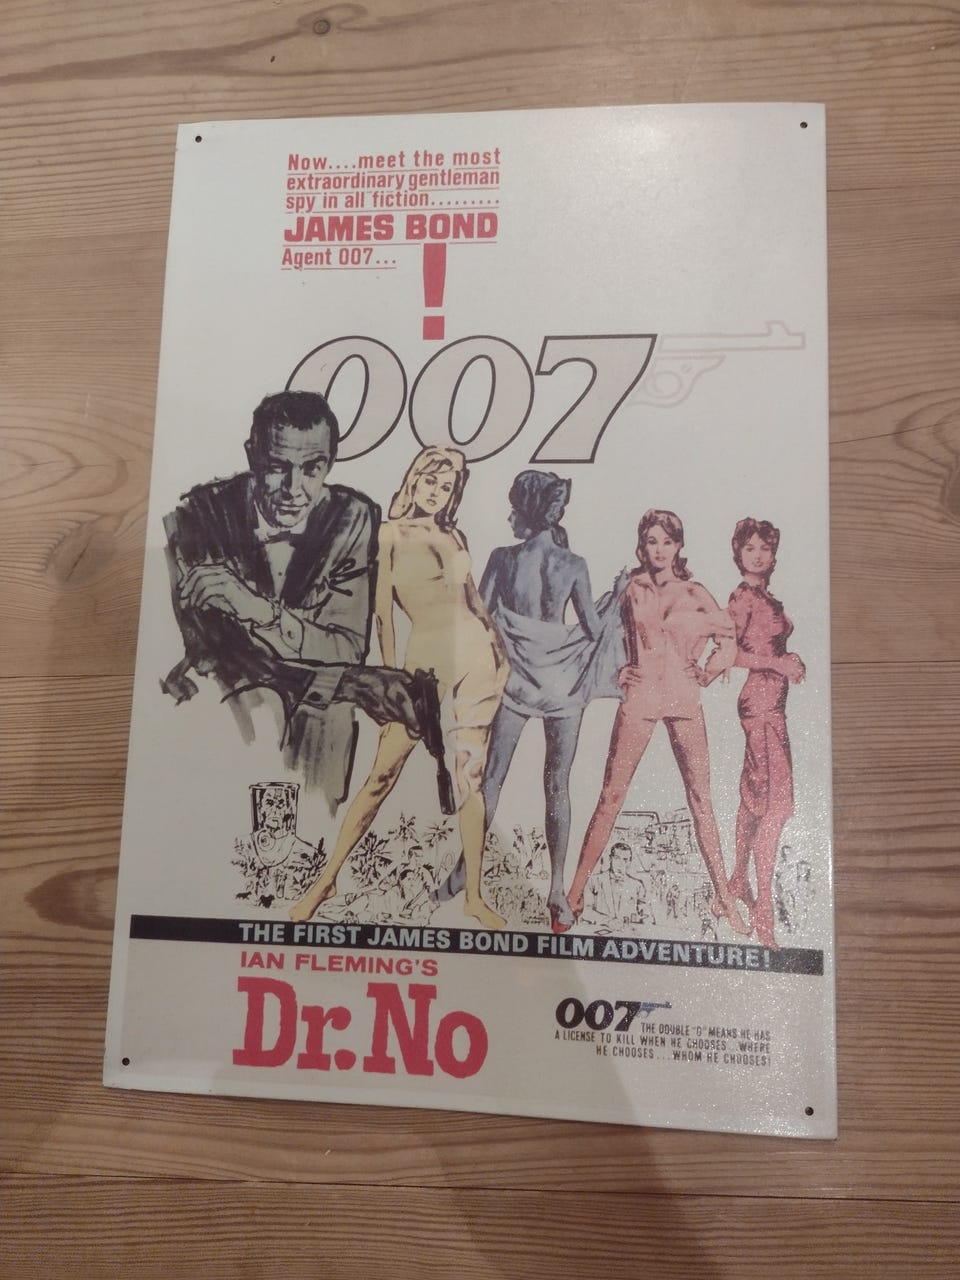 Now....meet the most
extraordinary gentleman
spy in all fiction.........
JAMES BOND
Agent 007...
!
007
THE FIRST JAMES BOND FILM ADVENTURE!
IAN FLEMING'S
Dr. No
007
THE DOUBLE "0" MEANS HE HAS
A LICENSE TO KILL WHEN HE CHOOSES...WHERE
HE CHOOSES...WHOM HE CHOOSES!